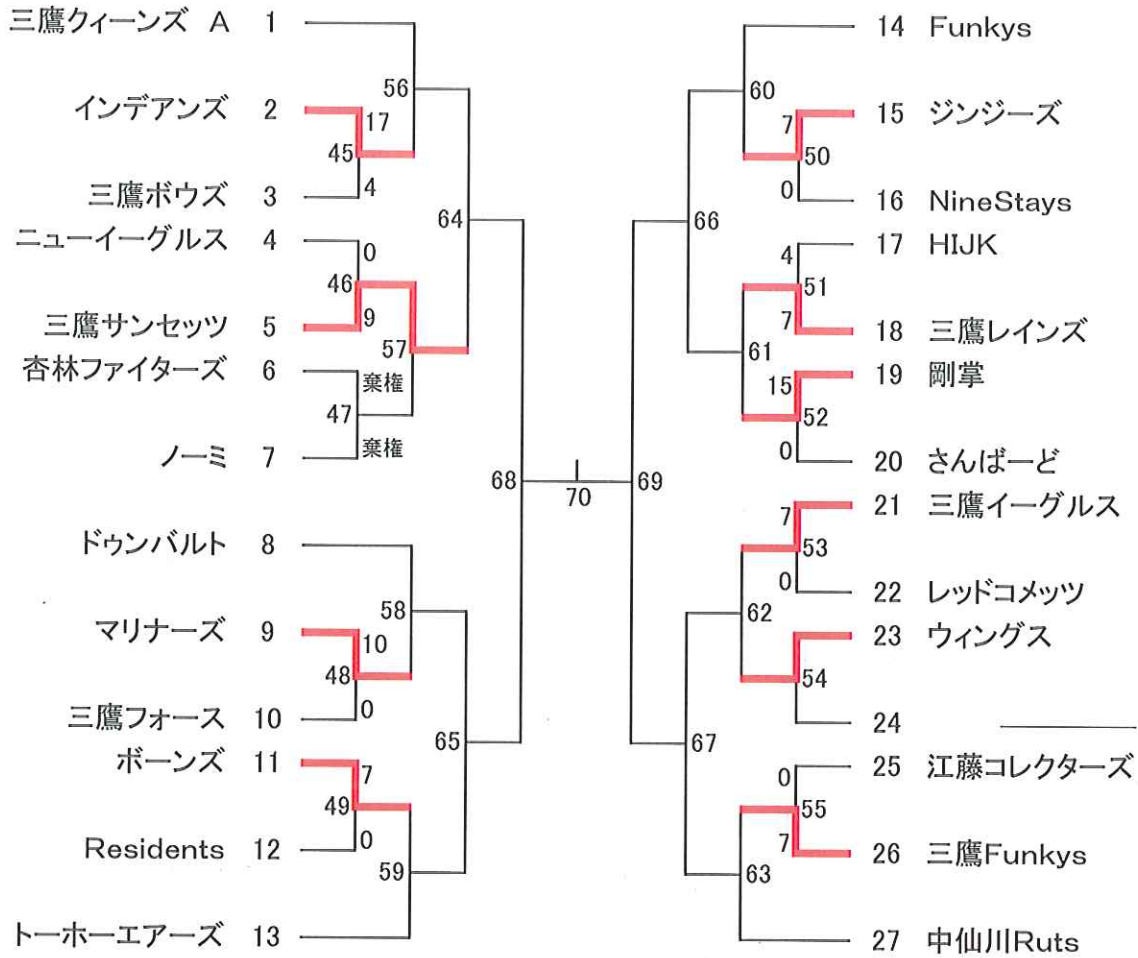 三鷹クィーンズ A 1
56
インデアンズ 2
17
45
三鷹ボウズ 3
4
64
ニューイーグルス 4
0
46
三鷹サンセッツ 5
9
57
杏林ファイターズ 6
棄権
47
ノーミ 7
棄権
68
ドゥンバルト 8
58
マリナーズ 9
10
48
三鷹フォース 10
0
65
ボーンズ 11
7
49
Residents 12
0
59
トーホーエアーズ 13
70
14 Funkys
60
7
15 ジンジーズ
50
0
16 NineStays
66
4
17 HIJK
51
7
18 三鷹レインズ
61
15
19 剛掌
52
0
20 さんばーど
69
7
21 三鷹イーグルス
53
0
22 レッドコメッツ
62
23 ウィングス
54
24
67
0
25 江藤コレクターズ
55
7
26 三鷹Funkys
63
27 中仙川Ruts